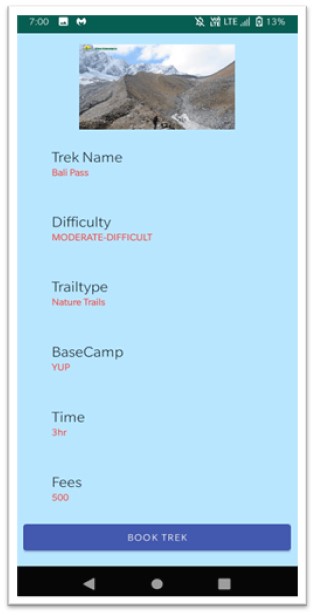 7:00
LTE
13%
Trek Name
Bali Pass
Difficulty
MODERATE-DIFFICULT
Trailtype
Nature Trails
BaseCamp
YUP
Time
3hr
Fees
500
BOOK TREK